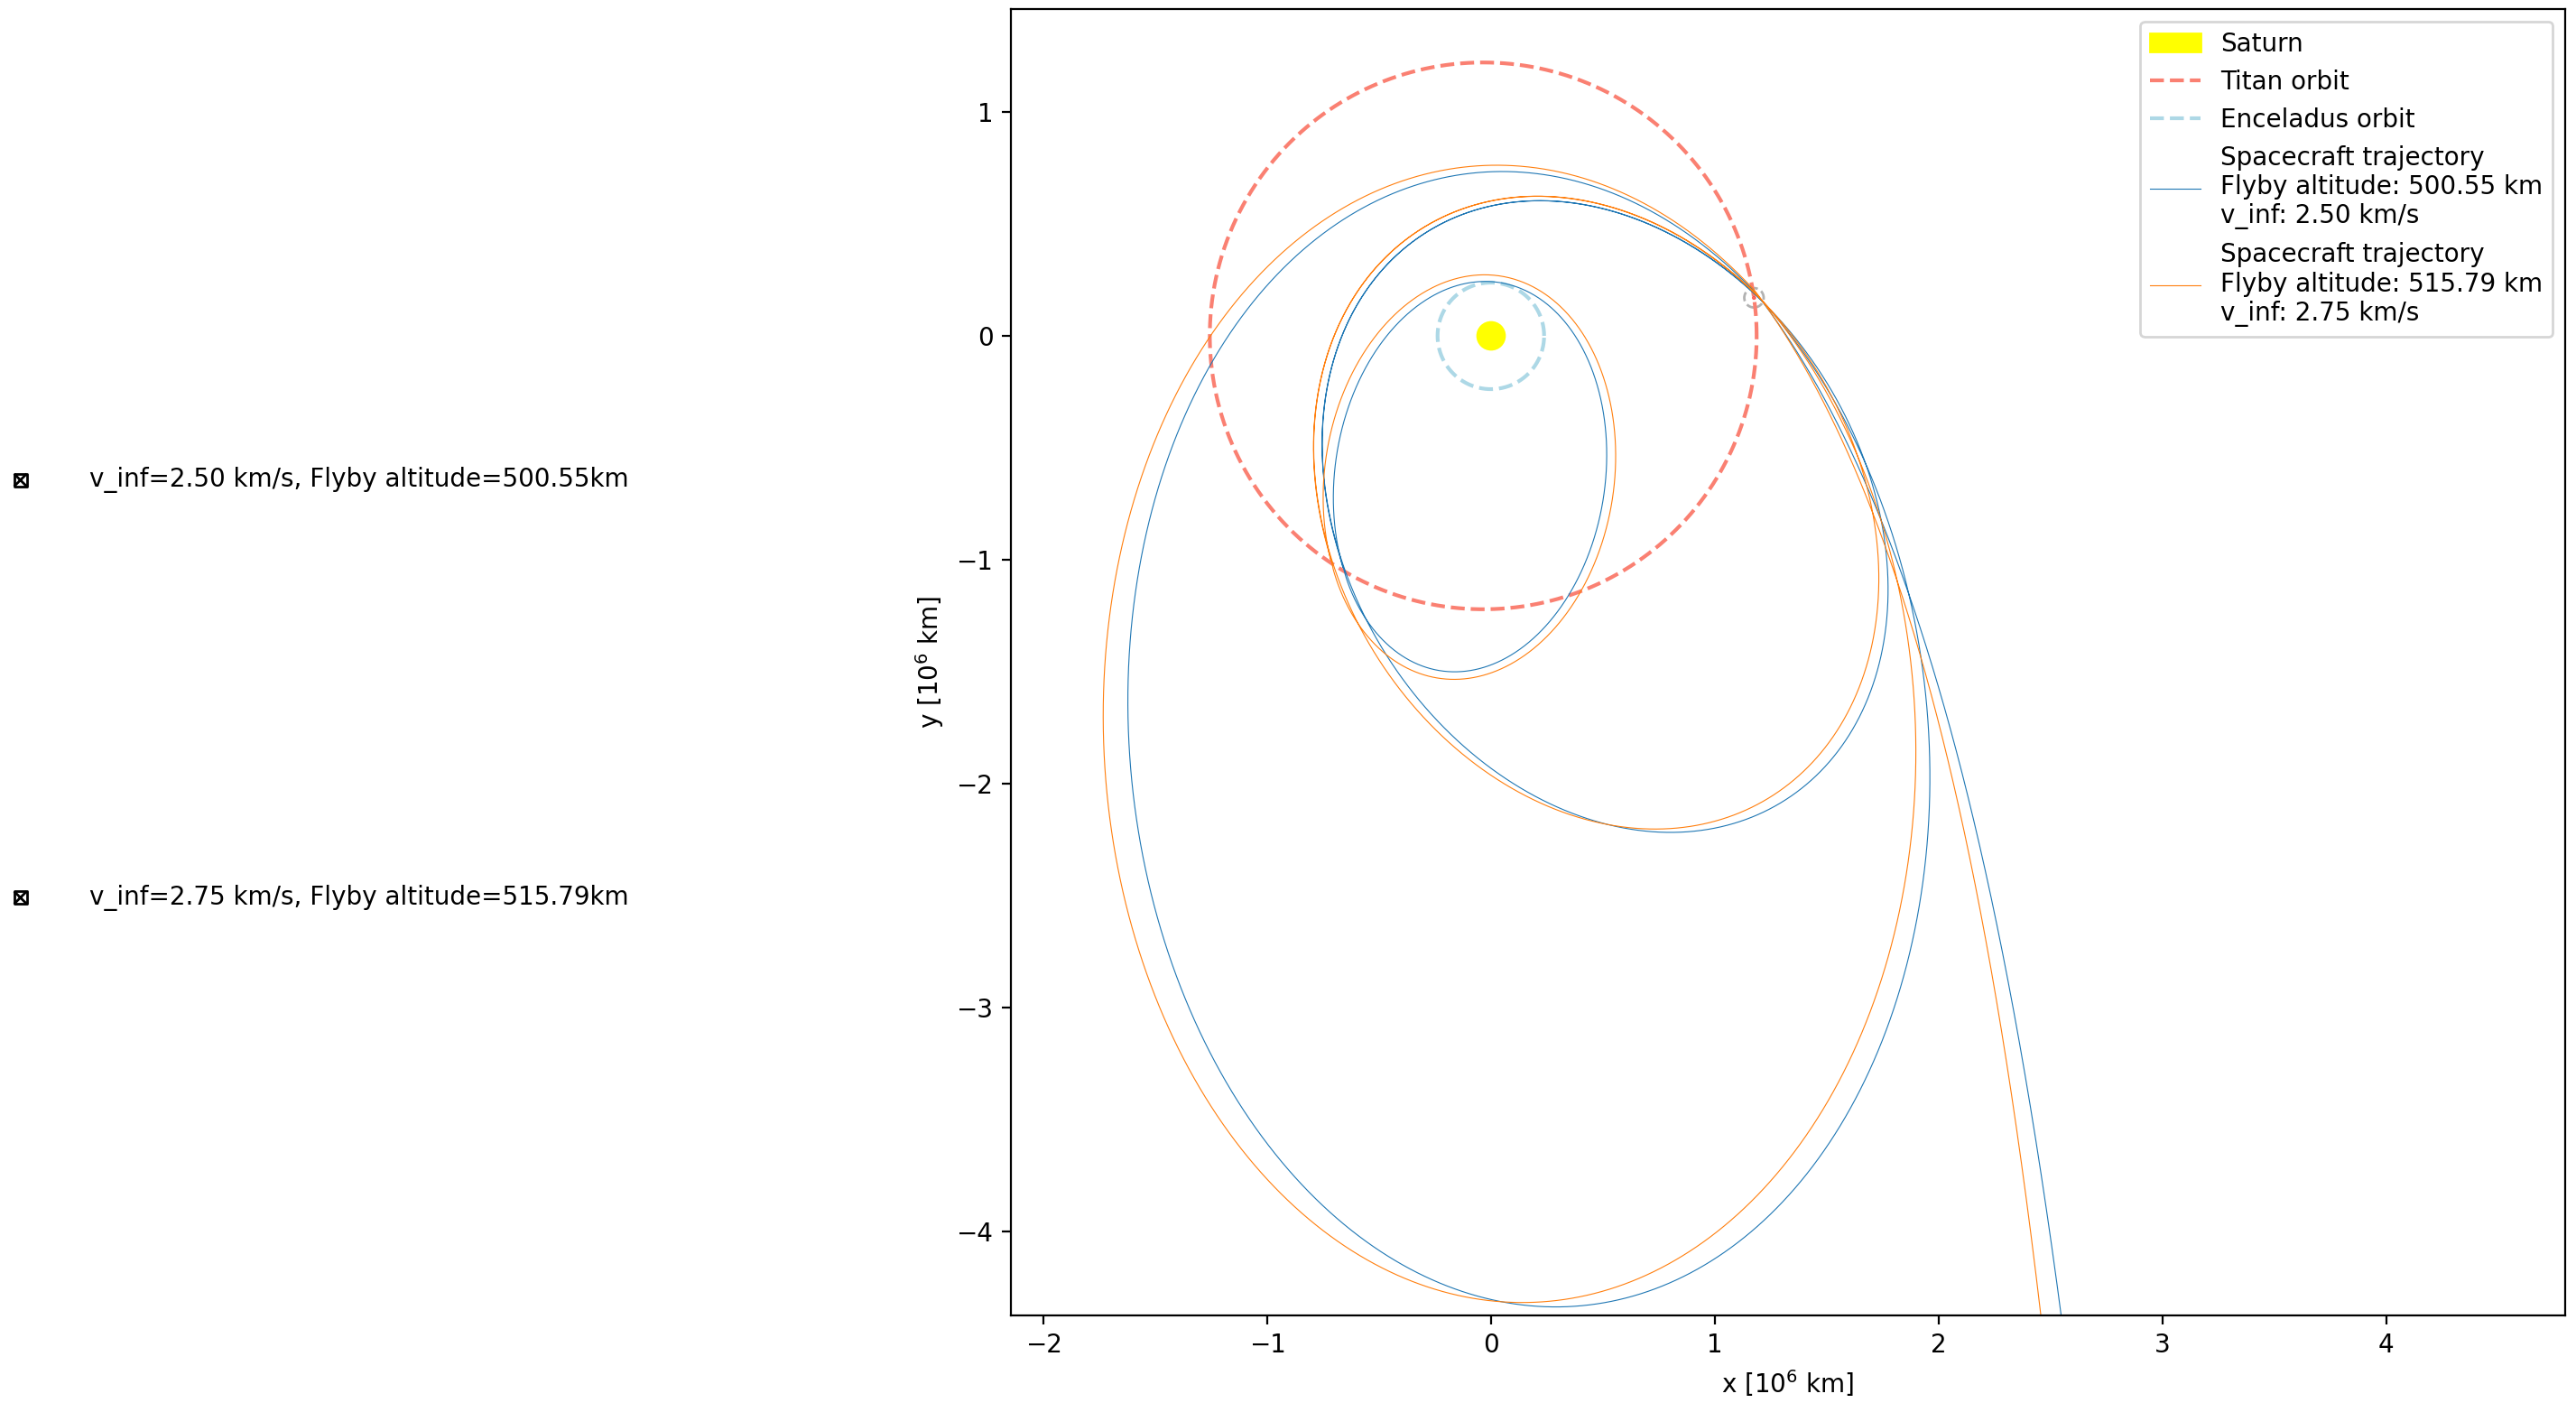 Saturn
Titan orbit
Enceladus orbit
Spacecraft trajectory
Flyby altitude: 500.55 km
v_inf: 2.50 km/s
Spacecraft trajectory
Flyby altitude: 515.79 km
v_inf: 2.75 km/s
v_inf=2.50 km/s, Flyby altitude=500.55km
v_inf=2.75 km/s, Flyby altitude=515.79km
y [10⁶ km]
1
0
−1
−2
−3
−4
−2
−1
0
1
2
3
4
x [10⁶ km]